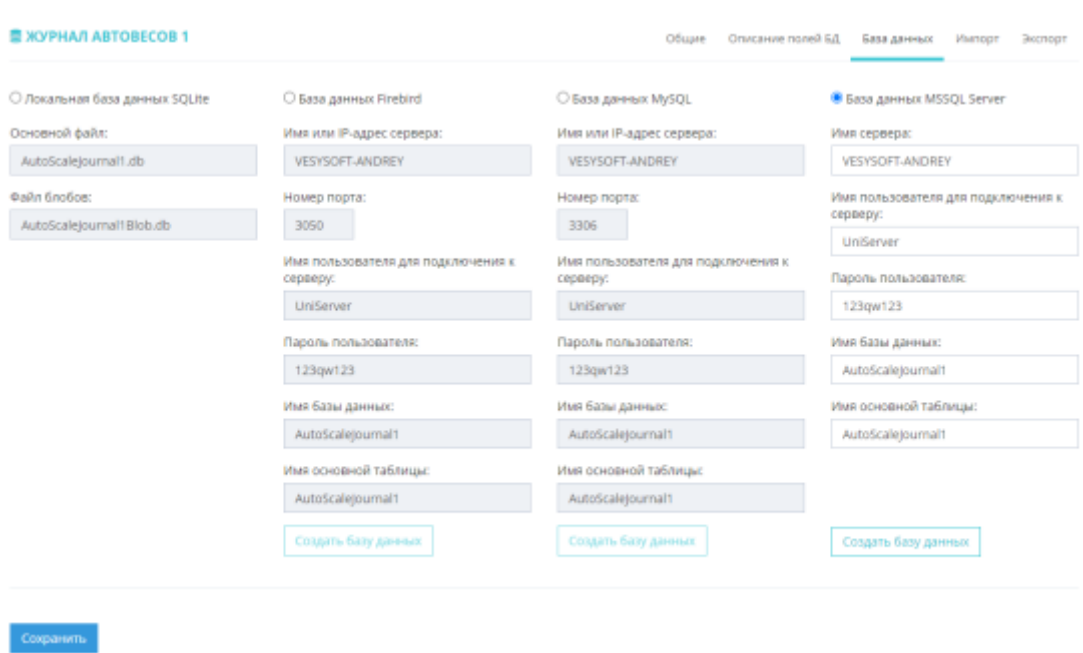 ЖУРНАЛ АВТОВЕСОВ 1
Общие Описание полей БД База данных Импорт Экспорт
Локальная база данных SQLite
Основной файл:
AutoScaleJournal1.db
Файл блобов:
AutoScaleJournal1Blob.db
База данных Firebird
Имя или IP-адрес сервера:
VESYSOFT-ANDREY
Номер порта:
3050
Имя пользователя для подключения к
серверу:
UniServer
Пароль пользователя:
123qw123
Имя базы данных:
AutoScaleJournal1
Имя основной таблицы:
AutoScaleJournal1
Создать базу данных
База данных MySQL
Имя или IP-адрес сервера:
VESYSOFT-ANDREY
Номер порта:
3306
Имя пользователя для подключения к
серверу:
UniServer
Пароль пользователя:
123qw123
Имя базы данных:
AutoScaleJournal1
Имя основной таблицы:
AutoScaleJournal1
Создать базу данных
База данных MSSQL Server
Имя сервера:
VESYSOFT-ANDREY
Имя пользователя для подключения к
серверу:
UniServer
Пароль пользователя:
123qw123
Имя базы данных:
AutoScaleJournal1
Имя основной таблицы:
AutoScaleJournal1
Создать базу данных
Сохранить